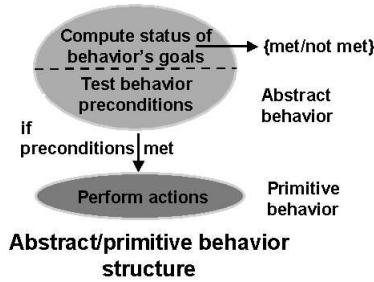 Compute status of
behavior's goals
{met/not met}
Test behavior
preconditions
Abstract
behavior
if
preconditions met
Perform actions
Primitive
behavior
Abstract/primitive behavior
structure